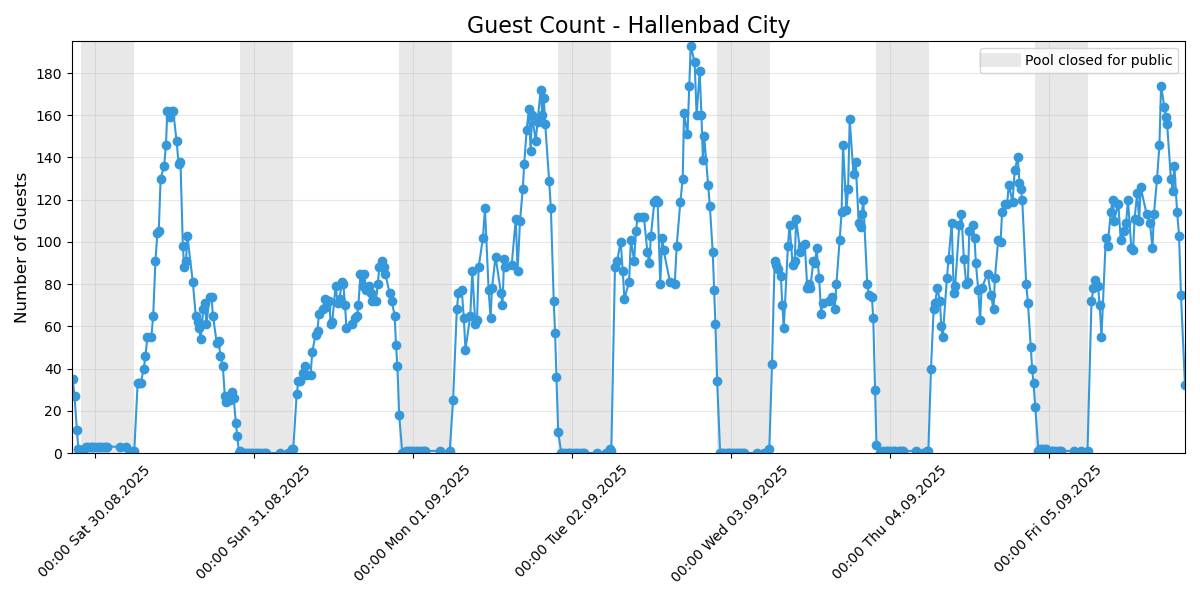 Guest Count - Hallenbad City
Pool closed for public
Number of Guests
180
160
140
120
100
80
60
40
20
0
00:00 Sat 30.08.2025
00:00 Sun 31.08.2025
00:00 Mon 01.09.2025
00:00 Tue 02.09.2025
00:00 Wed 03.09.2025
00:00 Thu 04.09.2025
00:00 Fri 05.09.2025